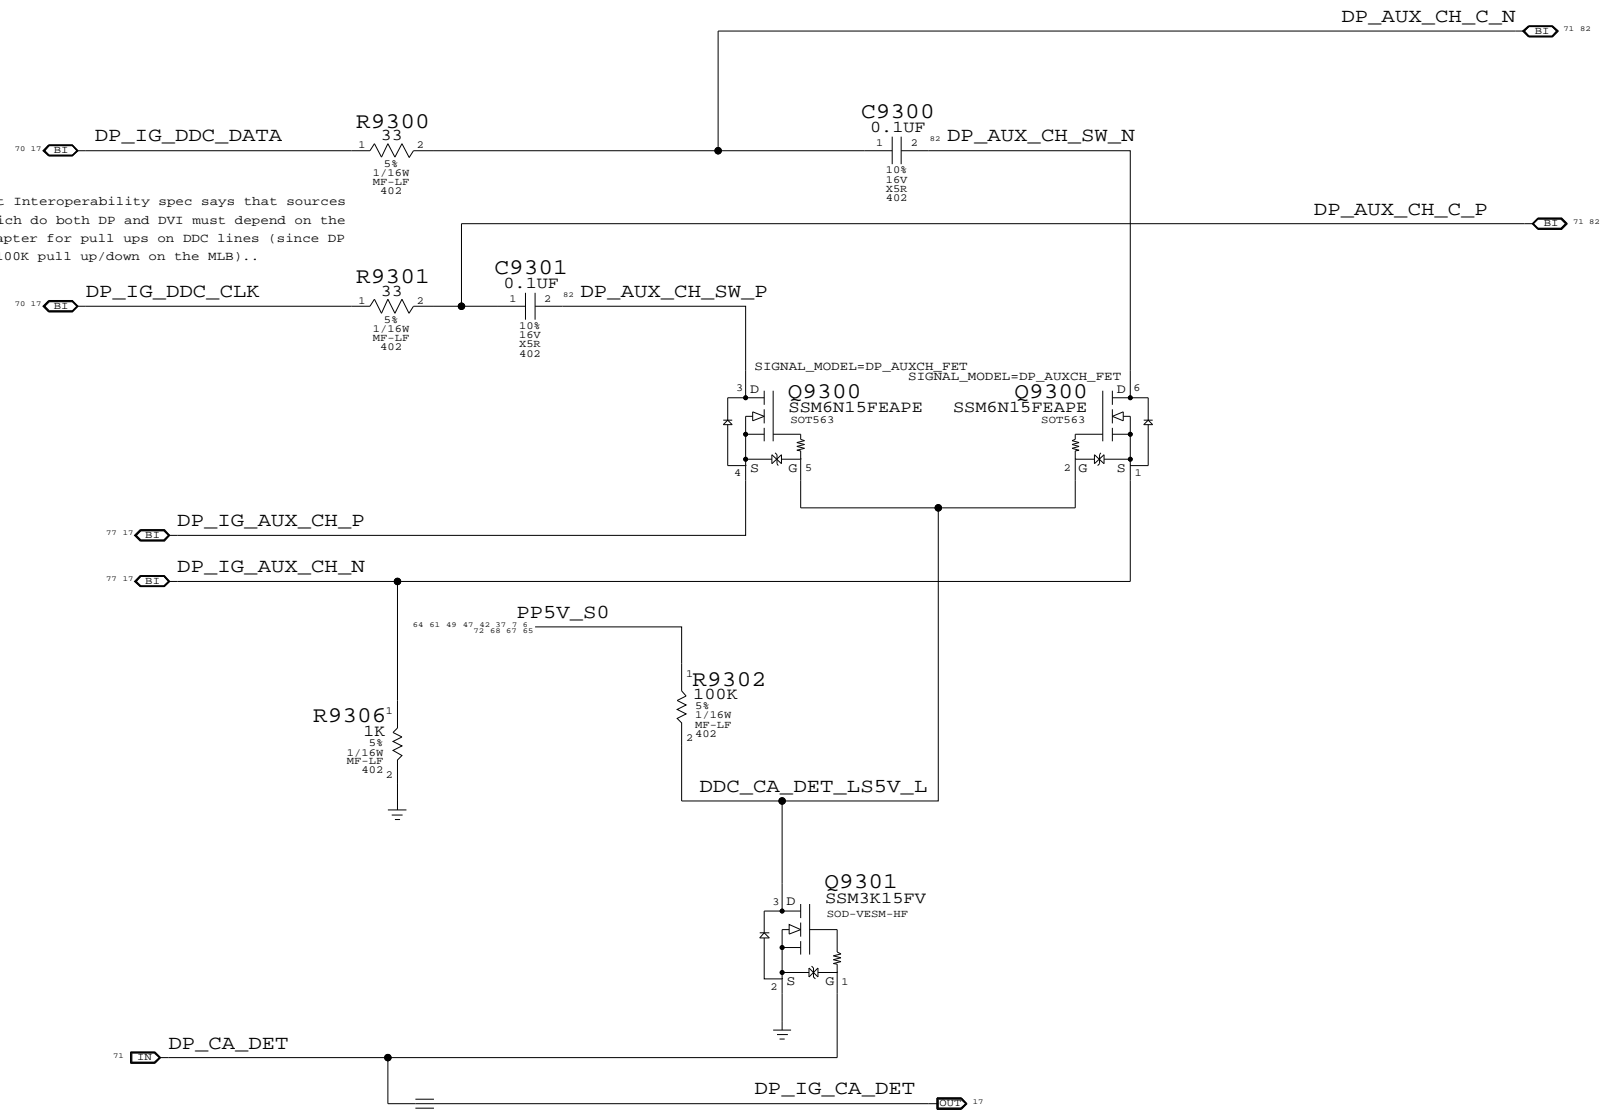 DP_AUX_CH_C_N
BI 71 82
R9300
33
C9300
0.1UF
70 17 BI
DP_IG_DDC_DATA
1 2
5%
1/16W
MF-LF
402
1 2
10%
16V
X5R
402
82 DP_AUX_CH_SW_N
Interoperability spec says that sources
do both DP and DVI must depend on the
for pull ups on DDC lines (since DP
pull up/down on the MLB)..
DP_AUX_CH_C_P
BI 71 82
70 17 BI
DP_IG_DDC_CLK
R9301
33
1 2
5%
1/16W
MF-LF
402
C9301
0.1UF
1 2
10%
16V
X5R
402
82 DP_AUX_CH_SW_P
SIGNAL_MODEL=DP_AUXCH_FET
SIGNAL_MODEL=DP_AUXCH_FET
3 D
Q9300
SSM6N15FEAPE
SOT563
4 S G 5
Q9300
SSM6N15FEAPE
SOT563
D 6
2 G S 1
77 17 BI
DP_IG_AUX_CH_P
77 17 BI
DP_IG_AUX_CH_N
PP5V_S0
64 61 49 47 42 37 7 6
72 68 67 65
1
R9302
100K
5%
1/16W
MF-LF
402
2
R9306
1
1K
5%
1/16W
MF-LF
402
2
DDC_CA_DET_LS5V_L
Q9301
SSM3K15FV
SOD-VESM-HF
3 D
2 S G 1
71 IN
DP_CA_DET
DP_IG_CA_DET
OUT 17